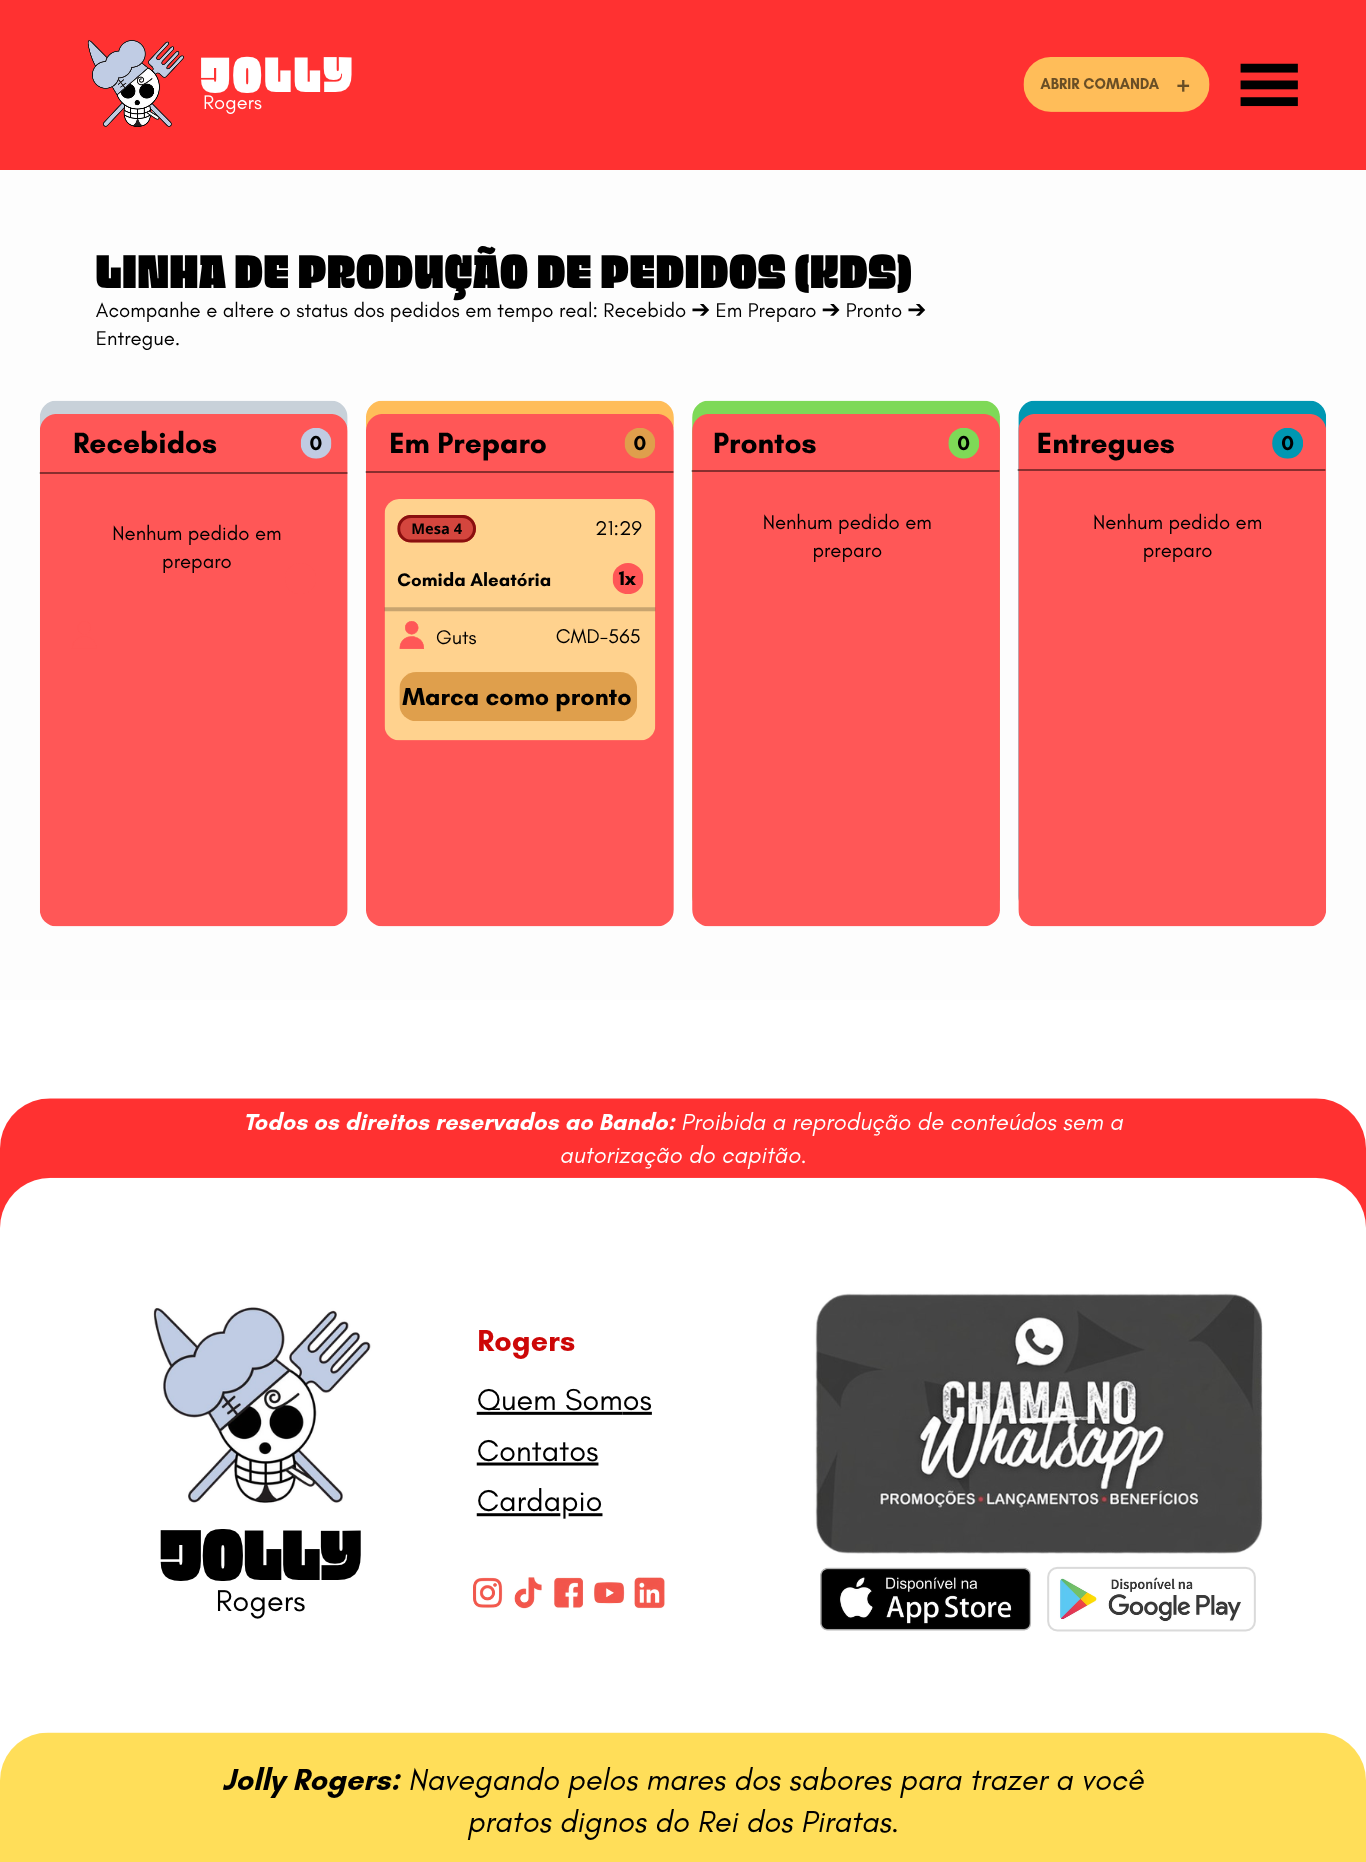 JOLLY
Rogers
ABRIR COMANDA +
LINHA DE PRODUÇÃO DE PEDIDOS (KDS)
Acompanhe e altere o status dos pedidos em tempo real: Recebido ➔ Em Preparo ➔ Pronto ➔
Entregue.
Recebidos 0
Nenhum pedido em
preparo
Em Preparo 0
Mesa 4 21:29
Comida Aleatória 1x
Guts CMD-565
Marca como pronto
Prontos 0
Nenhum pedido em
preparo
Entregues 0
Nenhum pedido em
preparo
Todos os direitos reservados ao Bando: Proibida a reprodução de conteúdos sem a
autorização do capitão.
JOLLY
Rogers
Rogers
Quem Somos
Contatos
Cardapio
CHAMA NO
Whatsapp
PROMOÇÕES • LANÇAMENTOS • BENEFÍCIOS
Disponível na
App Store
Disponível na
Google Play
Jolly Rogers: Navegando pelos mares dos sabores para trazer a você
pratos dignos do Rei dos Piratas.